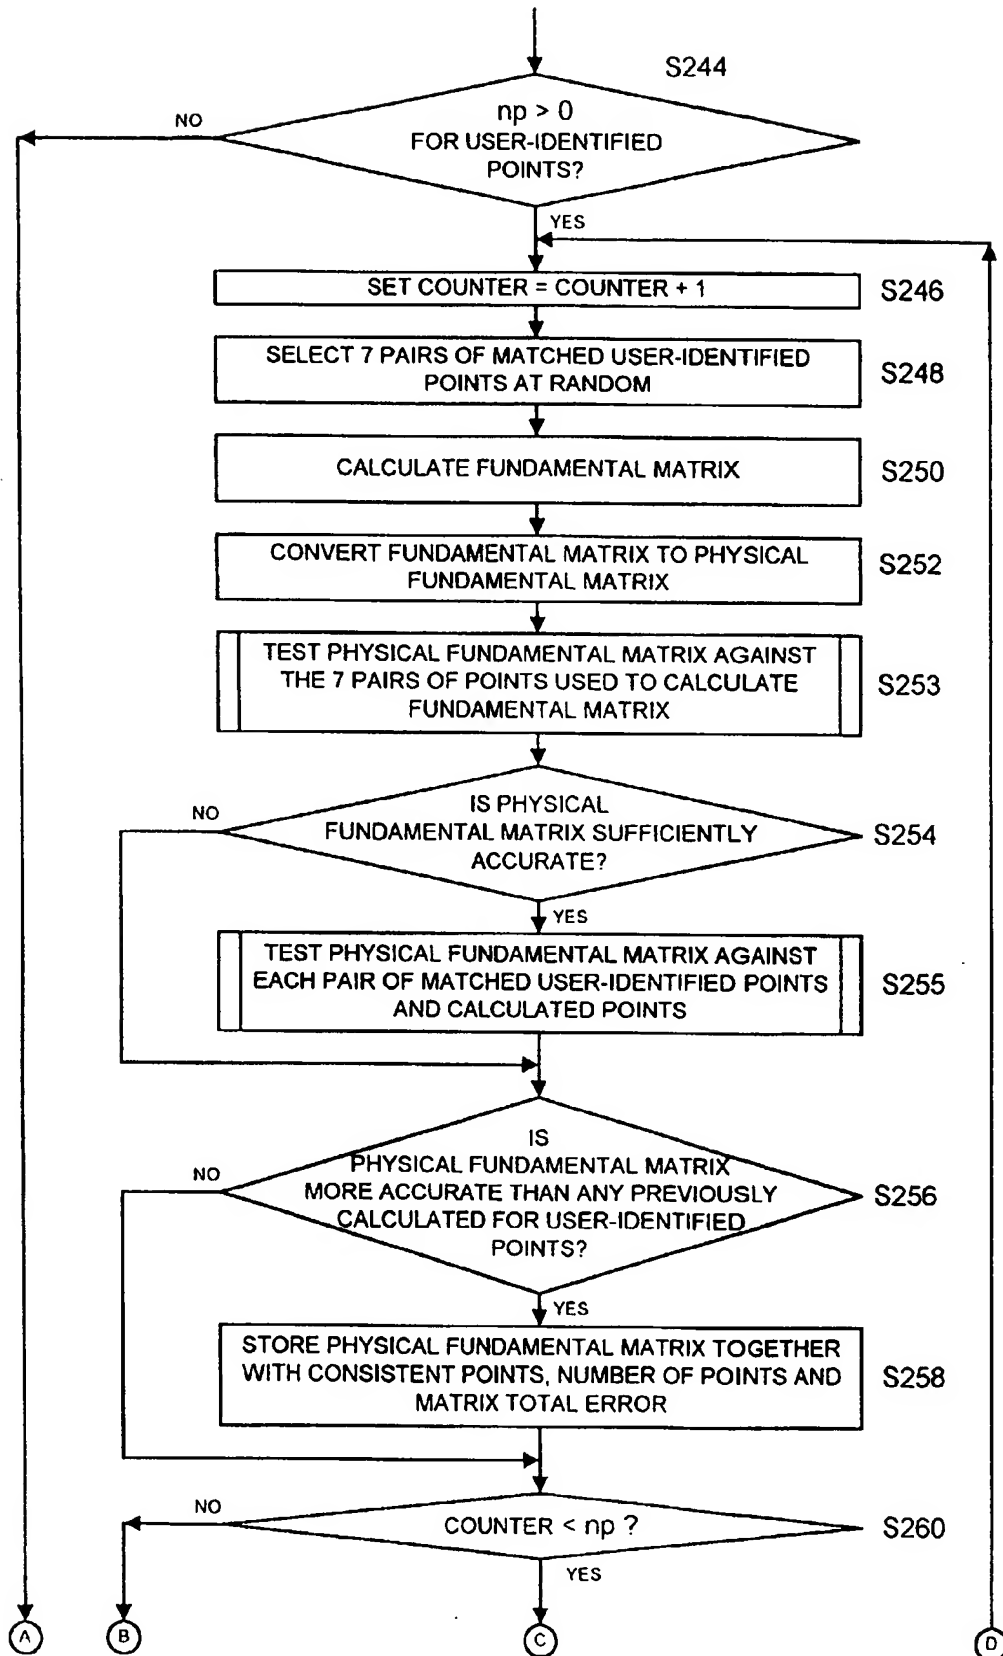 S244
np > 0
FOR USER-IDENTIFIED
POINTS?
NO
YES
SET COUNTER = COUNTER + 1
S246
SELECT 7 PAIRS OF MATCHED USER-IDENTIFIED
POINTS AT RANDOM
S248
CALCULATE FUNDAMENTAL MATRIX
S250
CONVERT FUNDAMENTAL MATRIX TO PHYSICAL
FUNDAMENTAL MATRIX
S252
TEST PHYSICAL FUNDAMENTAL MATRIX AGAINST
THE 7 PAIRS OF POINTS USED TO CALCULATE
FUNDAMENTAL MATRIX
S253
IS PHYSICAL
FUNDAMENTAL MATRIX SUFFICIENTLY
ACCURATE?
S254
NO
YES
TEST PHYSICAL FUNDAMENTAL MATRIX AGAINST
EACH PAIR OF MATCHED USER-IDENTIFIED POINTS
AND CALCULATED POINTS
S255
IS
PHYSICAL FUNDAMENTAL MATRIX
MORE ACCURATE THAN ANY PREVIOUSLY
CALCULATED FOR USER-IDENTIFIED
POINTS?
S256
NO
YES
STORE PHYSICAL FUNDAMENTAL MATRIX TOGETHER
WITH CONSISTENT POINTS, NUMBER OF POINTS AND
MATRIX TOTAL ERROR
S258
COUNTER < np ?
S260
NO
YES
A
B
C
D